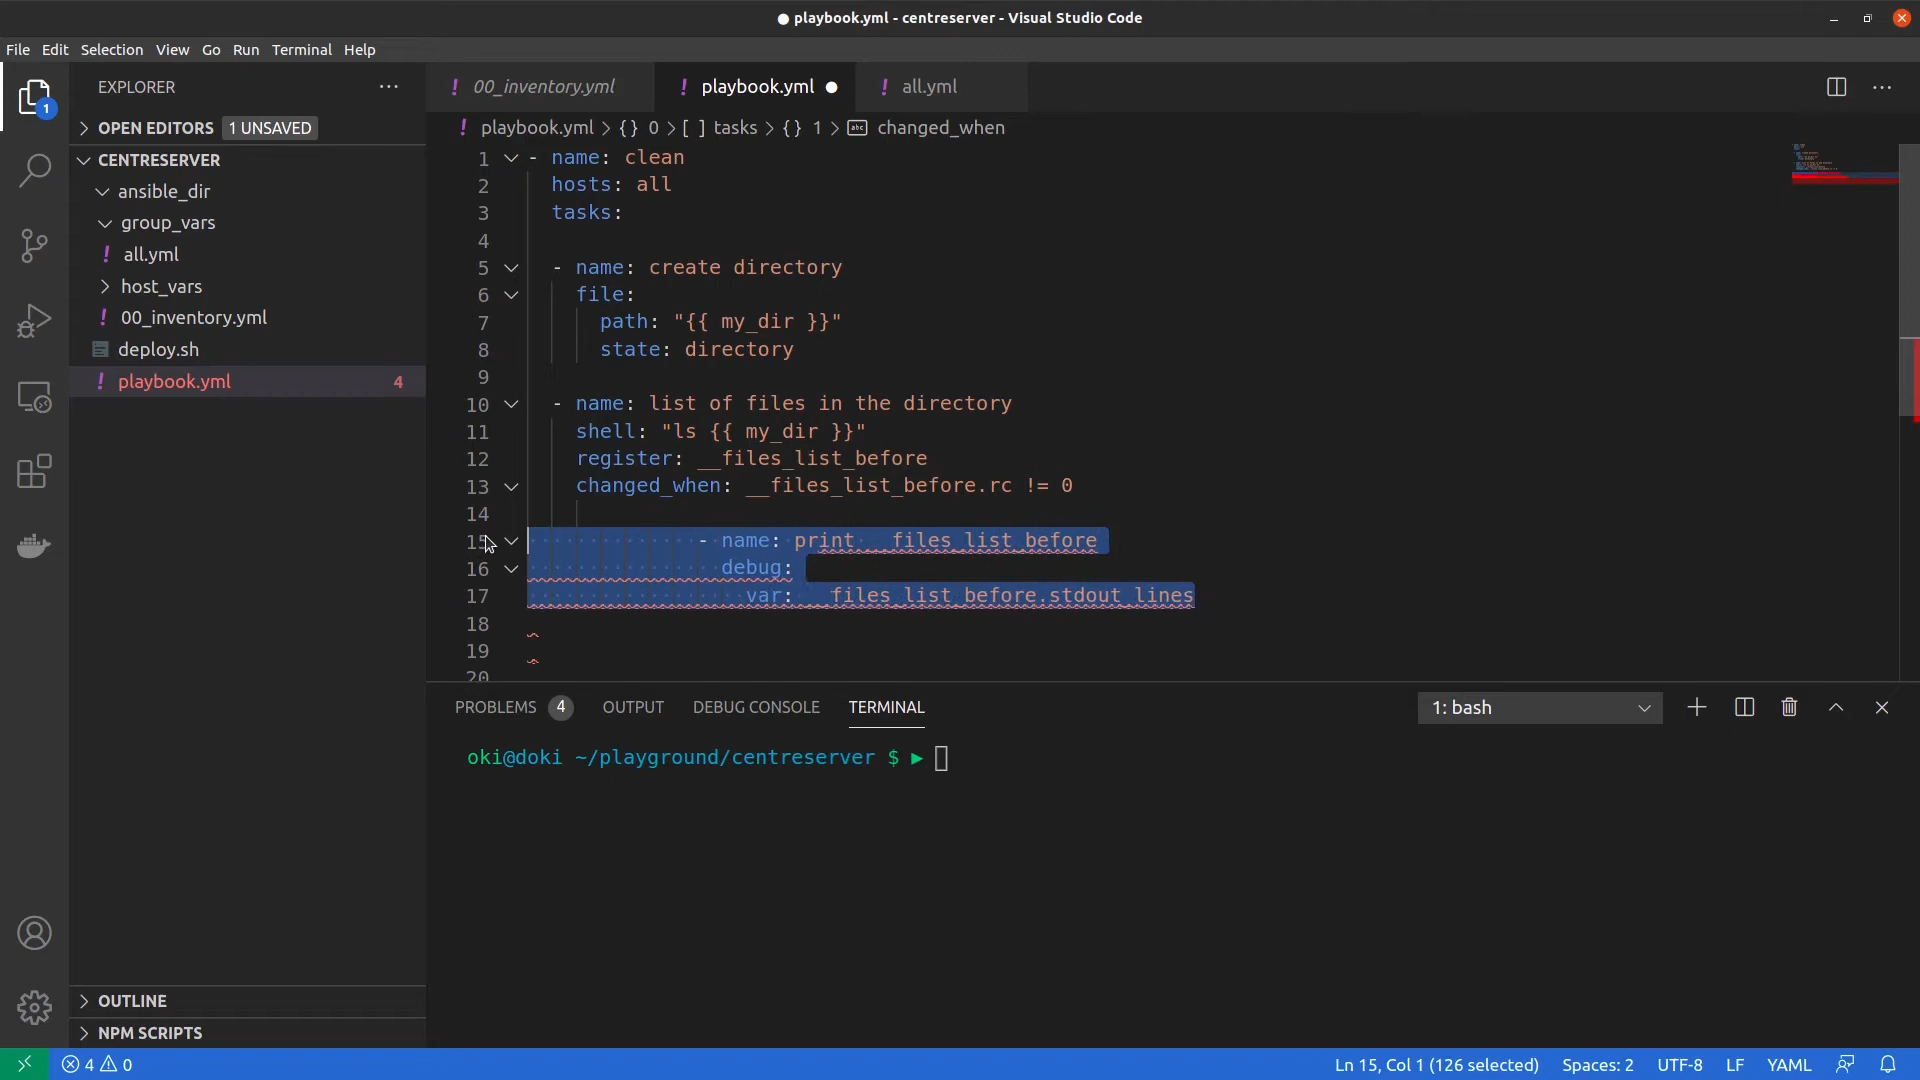 playbook.yml - centreserver - Visual Studio Code
File Edit Selection View Go Run Terminal Help
1
EXPLORER
OPEN EDITORS 1 UNSAVED
CENTRESERVER
ansible_dir
group_vars
! all.yml
host_vars
! 00_inventory.yml
deploy.sh
! playbook.yml 4
OUTLINE
NPM SCRIPTS
! 00_inventory.yml ! playbook.yml ! all.yml
! playbook.yml > {} 0 > [ ] tasks > {} 1 > abc changed_when
1 - name: clean
2 hosts: all
3 tasks:
4
5 - name: create directory
6 file:
7 path: "{{ my_dir }}"
8 state: directory
9
10 - name: list of files in the directory
11 shell: "ls {{ my_dir }}"
12 register: __files_list_before
13 changed_when: __files_list_before.rc != 0
14
15 - name: print __files_list_before
16 debug:
17 var: __files_list_before.stdout_lines
18
19
20
PROBLEMS 4 OUTPUT DEBUG CONSOLE TERMINAL 1: bash
oki@doki ~/playground/centreserver $ ▶
4 0 Ln 15, Col 1 (126 selected) Spaces: 2 UTF-8 LF YAML